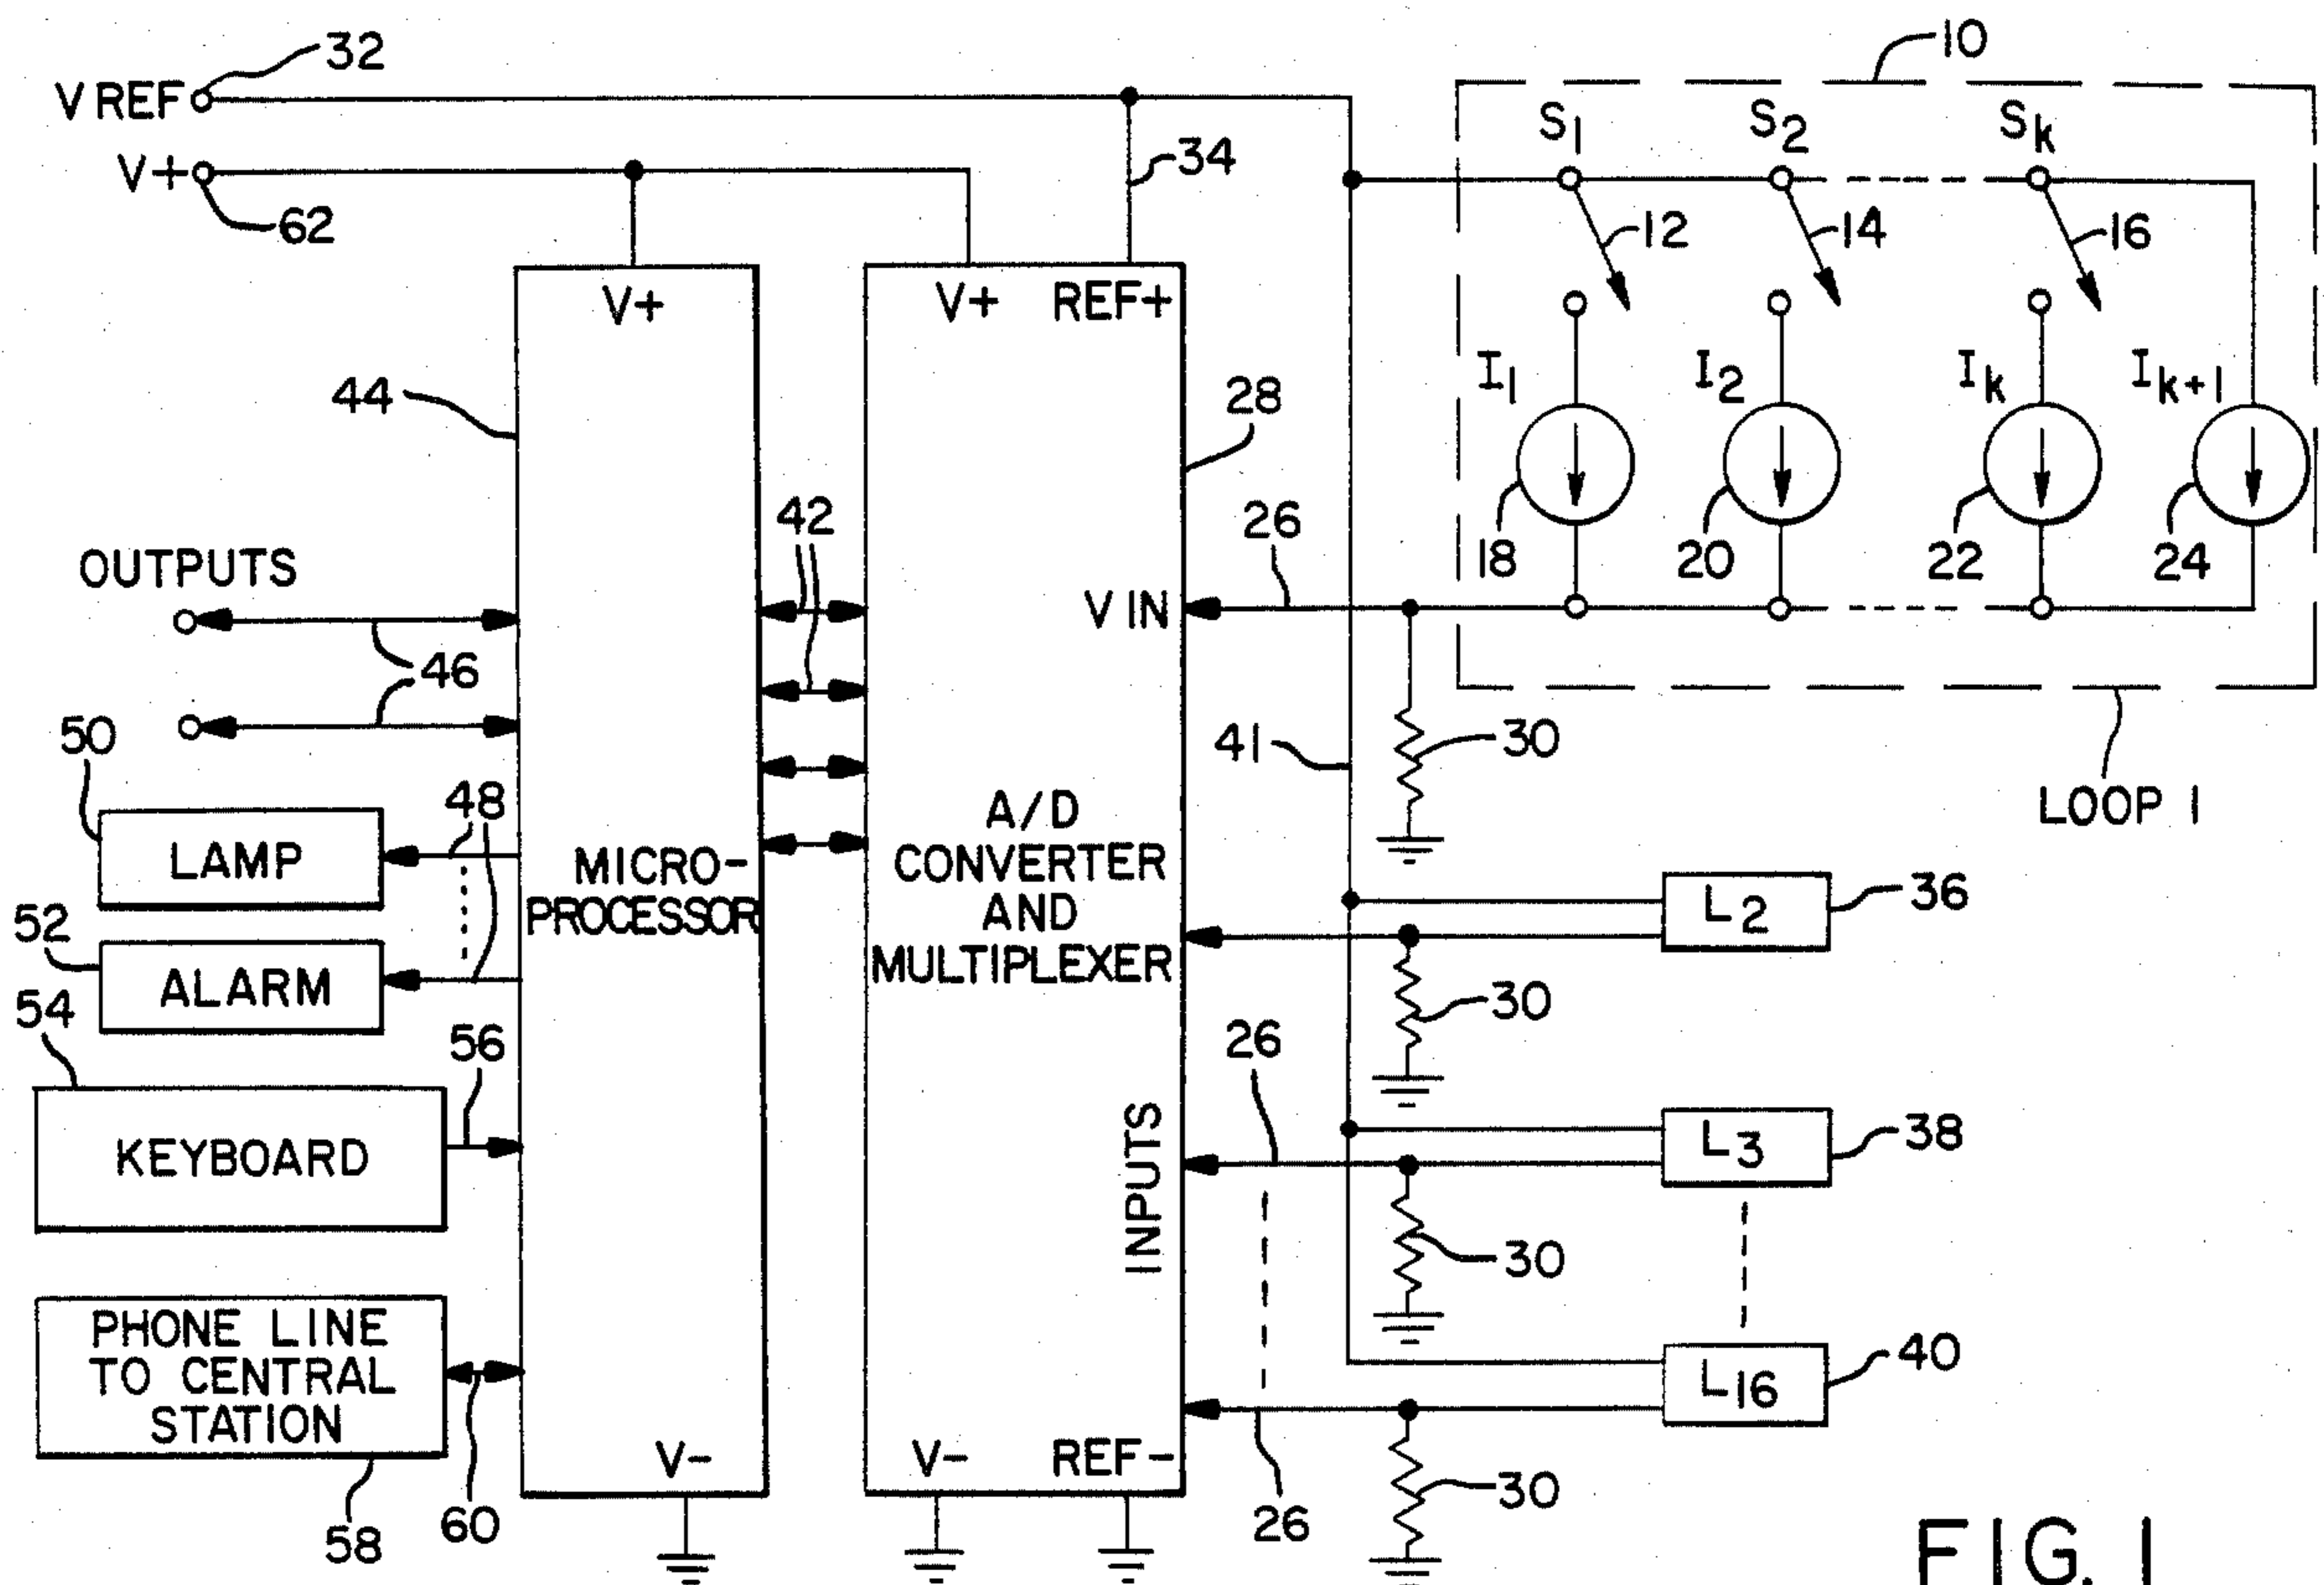 32
10
V REF
S1
S2
Sk
V+
34
62
12
14
16
V+
V+
REF+
44
28
I1
I2
Ik
Ik+1
42
26
18
20
22
24
OUTPUTS
V IN
46
50
41
30
48
A/D
CONVERTER
AND
MULTIPLEXER
LOOP 1
LAMP
MICRO-
PROCESSOR
L2
36
52
ALARM
54
30
56
26
KEYBOARD
INPUTS
L3
38
30
PHONE LINE
TO CENTRAL
STATION
L16
40
V-
V-
REF-
58
60
26
30
FIG. 1